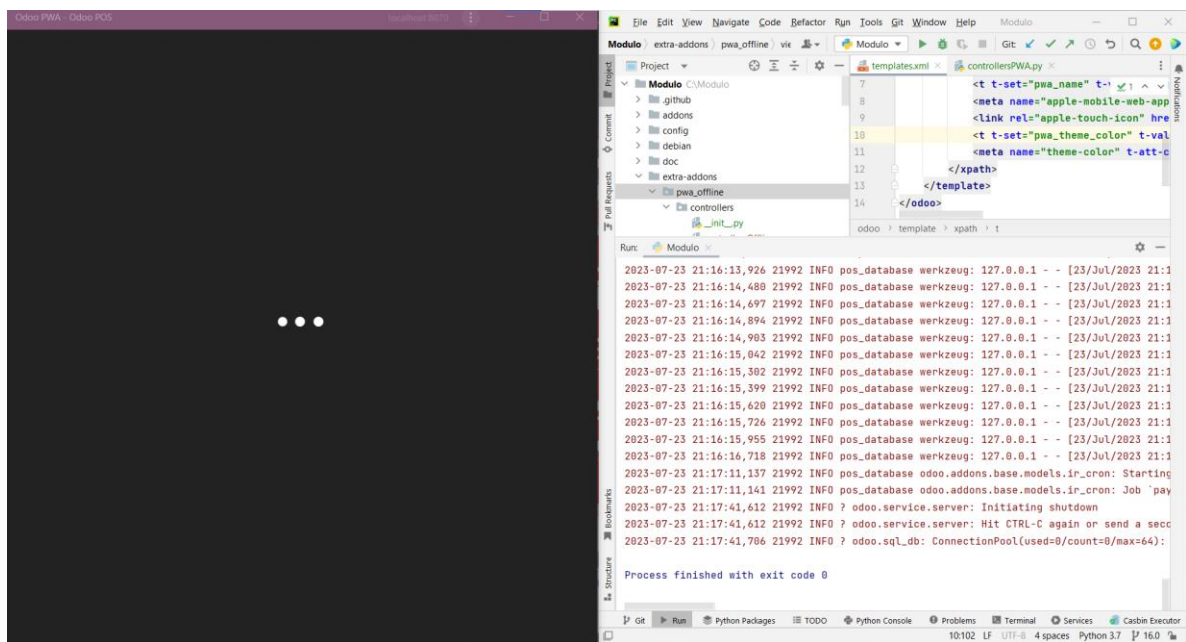 Odoo PWA - Odoo POS
localhost:8070
File Edit View Navigate Code Refactor Run Tools Git Window Help Modulo
Modulo extra-addons pwa_offline vie
Modulo
Git:
Project
templates.xml
controllersPWA.py
Modulo C:\Modulo
.github
addons
config
debian
doc
extra-addons
pwa_offline
controllers
__init__.py
7 <t t-set="pwa_name" t-
1
8 <meta name="apple-mobile-web-app
9 <link rel="apple-touch-icon" hre
10 <t t-set="pwa_theme_color" t-val
11 <meta name="theme-color" t-att-c
12 </xpath>
13 </template>
14 </odoo>
odoo template xpath t
Project
Commit
Pull Requests
Bookmarks
Structure
Notifications
Run: Modulo
2023-07-23 21:16:13,926 21992 INFO pos_database werkzeug: 127.0.0.1 - - [23/Jul/2023 21:1
2023-07-23 21:16:14,480 21992 INFO pos_database werkzeug: 127.0.0.1 - - [23/Jul/2023 21:1
2023-07-23 21:16:14,697 21992 INFO pos_database werkzeug: 127.0.0.1 - - [23/Jul/2023 21:1
2023-07-23 21:16:14,894 21992 INFO pos_database werkzeug: 127.0.0.1 - - [23/Jul/2023 21:1
2023-07-23 21:16:14,903 21992 INFO pos_database werkzeug: 127.0.0.1 - - [23/Jul/2023 21:1
2023-07-23 21:16:15,042 21992 INFO pos_database werkzeug: 127.0.0.1 - - [23/Jul/2023 21:1
2023-07-23 21:16:15,302 21992 INFO pos_database werkzeug: 127.0.0.1 - - [23/Jul/2023 21:1
2023-07-23 21:16:15,399 21992 INFO pos_database werkzeug: 127.0.0.1 - - [23/Jul/2023 21:1
2023-07-23 21:16:15,620 21992 INFO pos_database werkzeug: 127.0.0.1 - - [23/Jul/2023 21:1
2023-07-23 21:16:15,726 21992 INFO pos_database werkzeug: 127.0.0.1 - - [23/Jul/2023 21:1
2023-07-23 21:16:15,955 21992 INFO pos_database werkzeug: 127.0.0.1 - - [23/Jul/2023 21:1
2023-07-23 21:16:16,718 21992 INFO pos_database werkzeug: 127.0.0.1 - - [23/Jul/2023 21:1
2023-07-23 21:17:11,137 21992 INFO pos_database odoo.addons.base.models.ir_cron: Starting
2023-07-23 21:17:11,141 21992 INFO pos_database odoo.addons.base.models.ir_cron: Job `pay
2023-07-23 21:17:41,612 21992 INFO ? odoo.service.server: Initiating shutdown
2023-07-23 21:17:41,612 21992 INFO ? odoo.service.server: Hit CTRL-C again or send a seco
2023-07-23 21:17:41,706 21992 INFO ? odoo.sql_db: ConnectionPool(used=0/count=0/max=64):
Process finished with exit code 0
Git Run Python Packages TODO Python Console Problems Terminal Services Casbin Executor
10:102 LF UTF-8 4 spaces Python 3.7 16.0